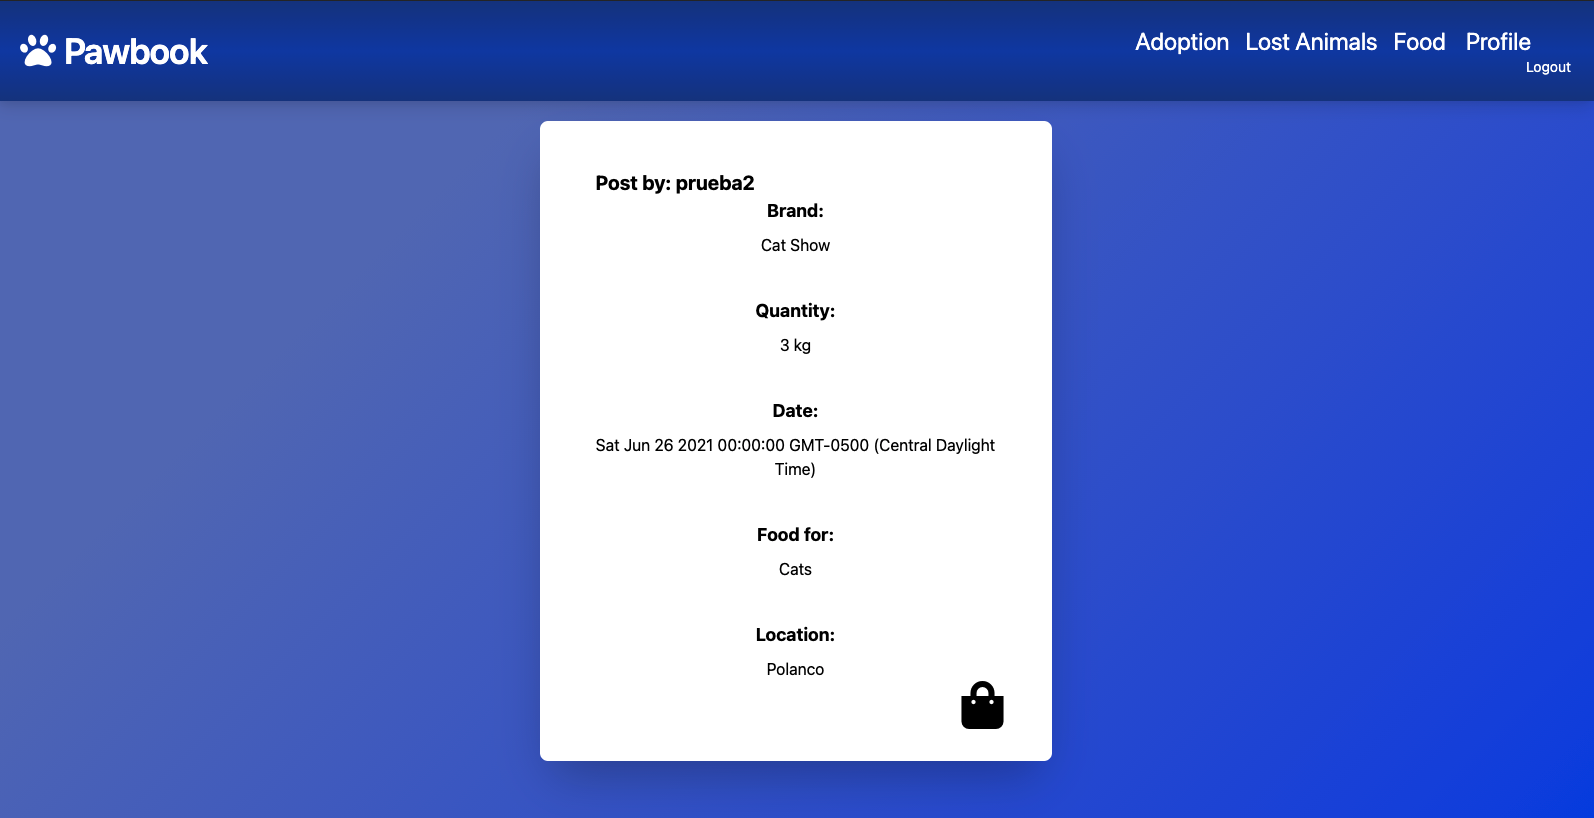 Pawbook
Adoption Lost Animals Food Profile
Logout
Post by: prueba2
Brand:
Cat Show
Quantity:
3 kg
Date:
Sat Jun 26 2021 00:00:00 GMT-0500 (Central Daylight
Time)
Food for:
Cats
Location:
Polanco